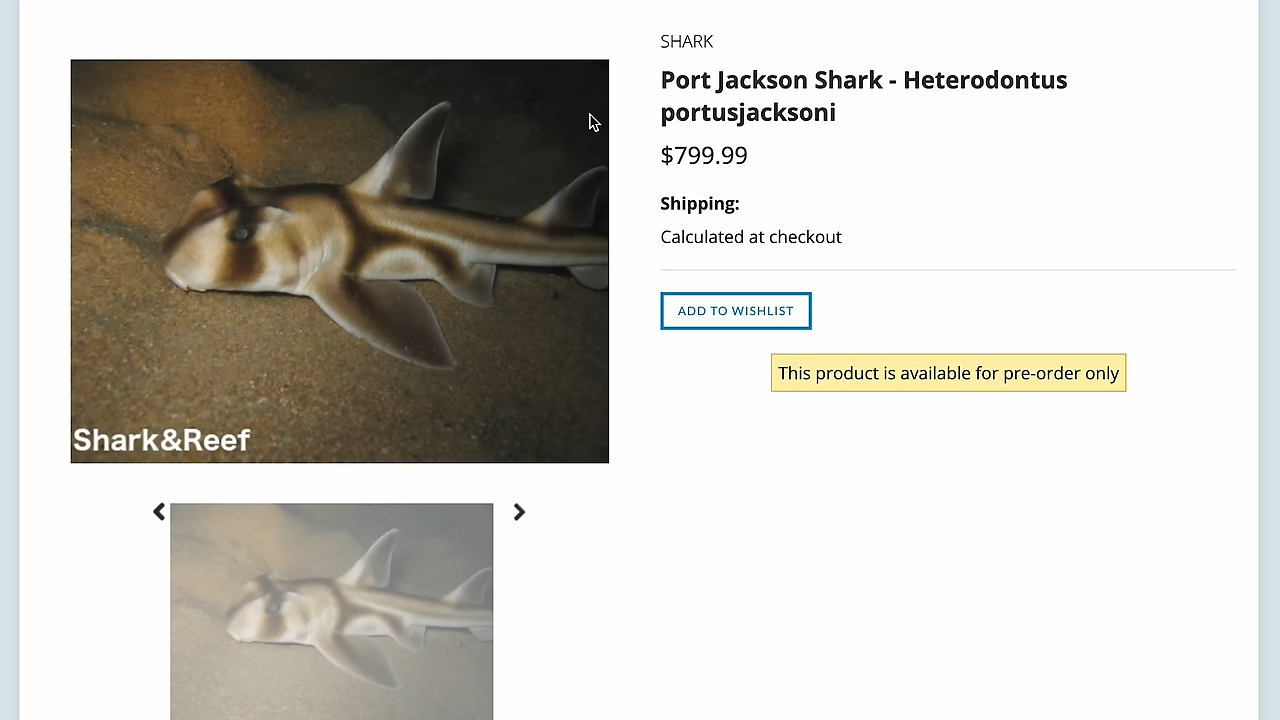 SHARK
Port Jackson Shark - Heterodontus
portusjacksoni
$799.99
Shipping:
Calculated at checkout
ADD TO WISHLIST
This product is available for pre-order only
Shark&Reef